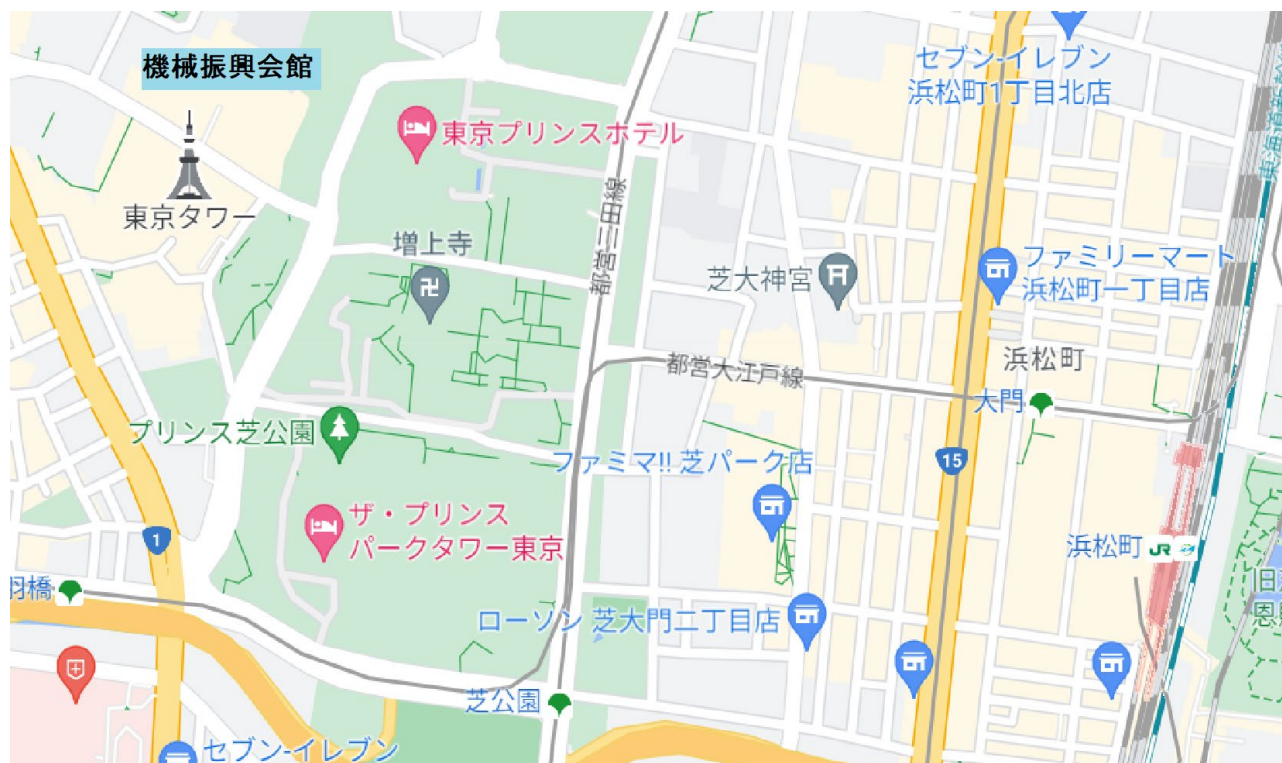 機械振興会館
セブン-イレブン
浜松町1丁目北店
東京プリンスホテル
東京タワー
都営三田線
増上寺
芝大神宮
ファミリーマート
浜松町一丁目店
都営大江戸線
浜松町
大門
プリンス芝公園
ファミマ!! 芝パーク店
15
ザ・プリンス
パークタワー東京
1
浜松町 JR
羽橋
ローソン 芝大門二丁目店
芝公園
セブン-イレブン